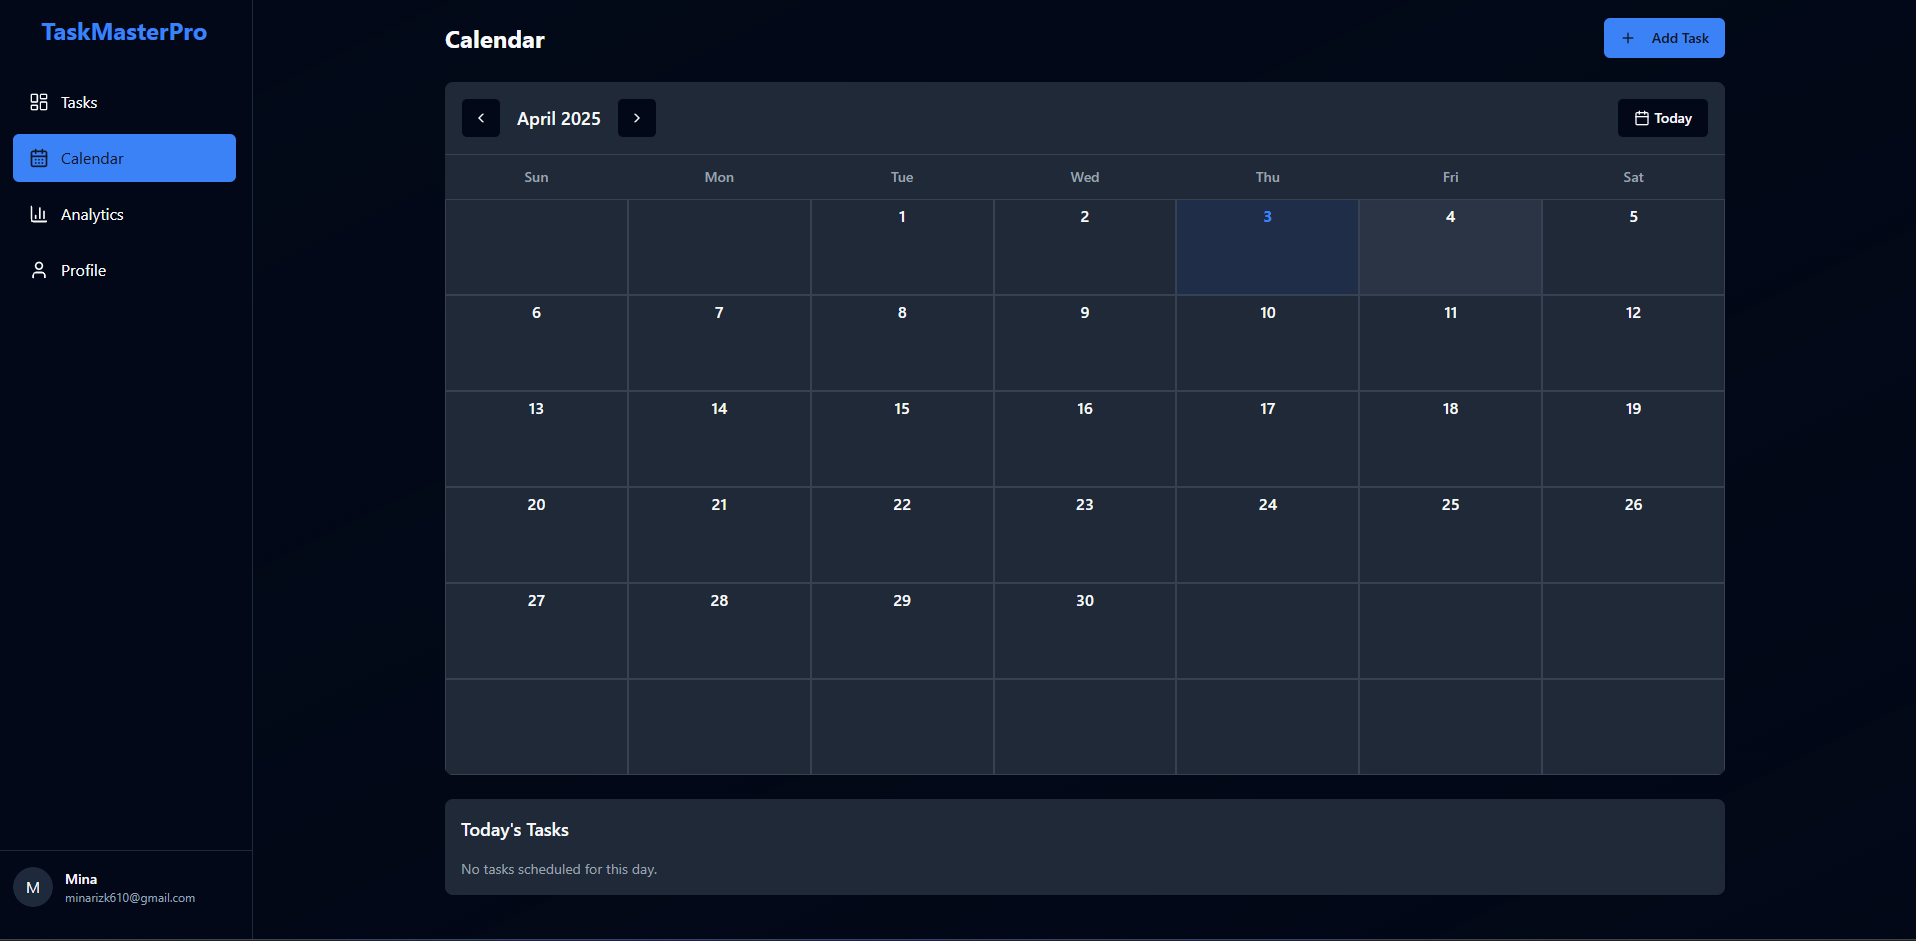 TaskMasterPro
Tasks
Calendar
Analytics
Profile
Mina
M
minarizk610@gmail.com
Calendar
Add Task
April 2025
Today
Sun Mon Tue Wed Thu Fri Sat
1 2 3 4 5
6 7 8 9 10 11 12
13 14 15 16 17 18 19
20 21 22 23 24 25 26
27 28 29 30
Today's Tasks
No tasks scheduled for this day.